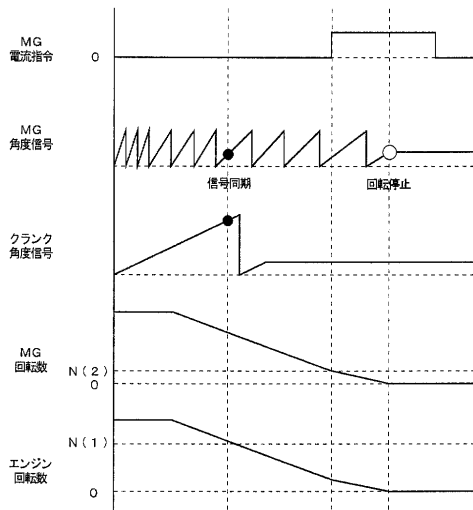 MG
電流指令
0
MG
角度信号
信号同期
回転停止
クランク
角度信号
MG
回転数
N(2)
0
N(1)
エンジン
回転数
0